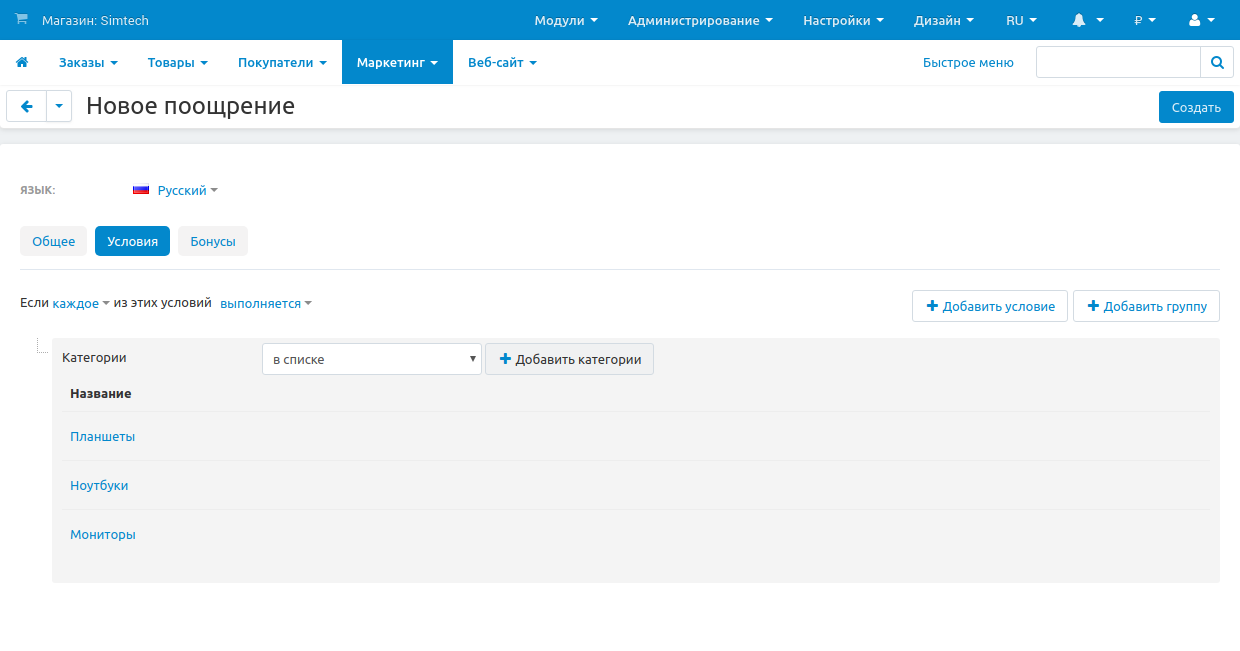 Магазин: Simtech Модули Администрирование Настройки Дизайн RU ₽
Заказы Товары Покупатели Маркетинг Веб-сайт Быстрое меню
Новое поощрение Создать
ЯЗЫК: Русский
Общее Условия Бонусы
Если каждое из этих условий выполняется Добавить условие Добавить группу
Категории в списке Добавить категории
Название
Планшеты
Ноутбуки
Мониторы